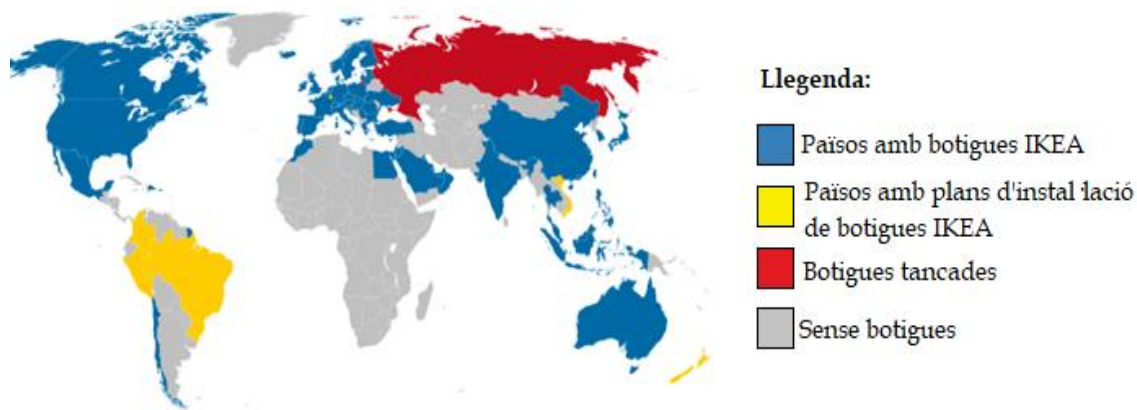 Llegenda:
Països amb botigues IKEA
Països amb plans d'instal·lació
de botigues IKEA
Botigues tancades
Sense botigues